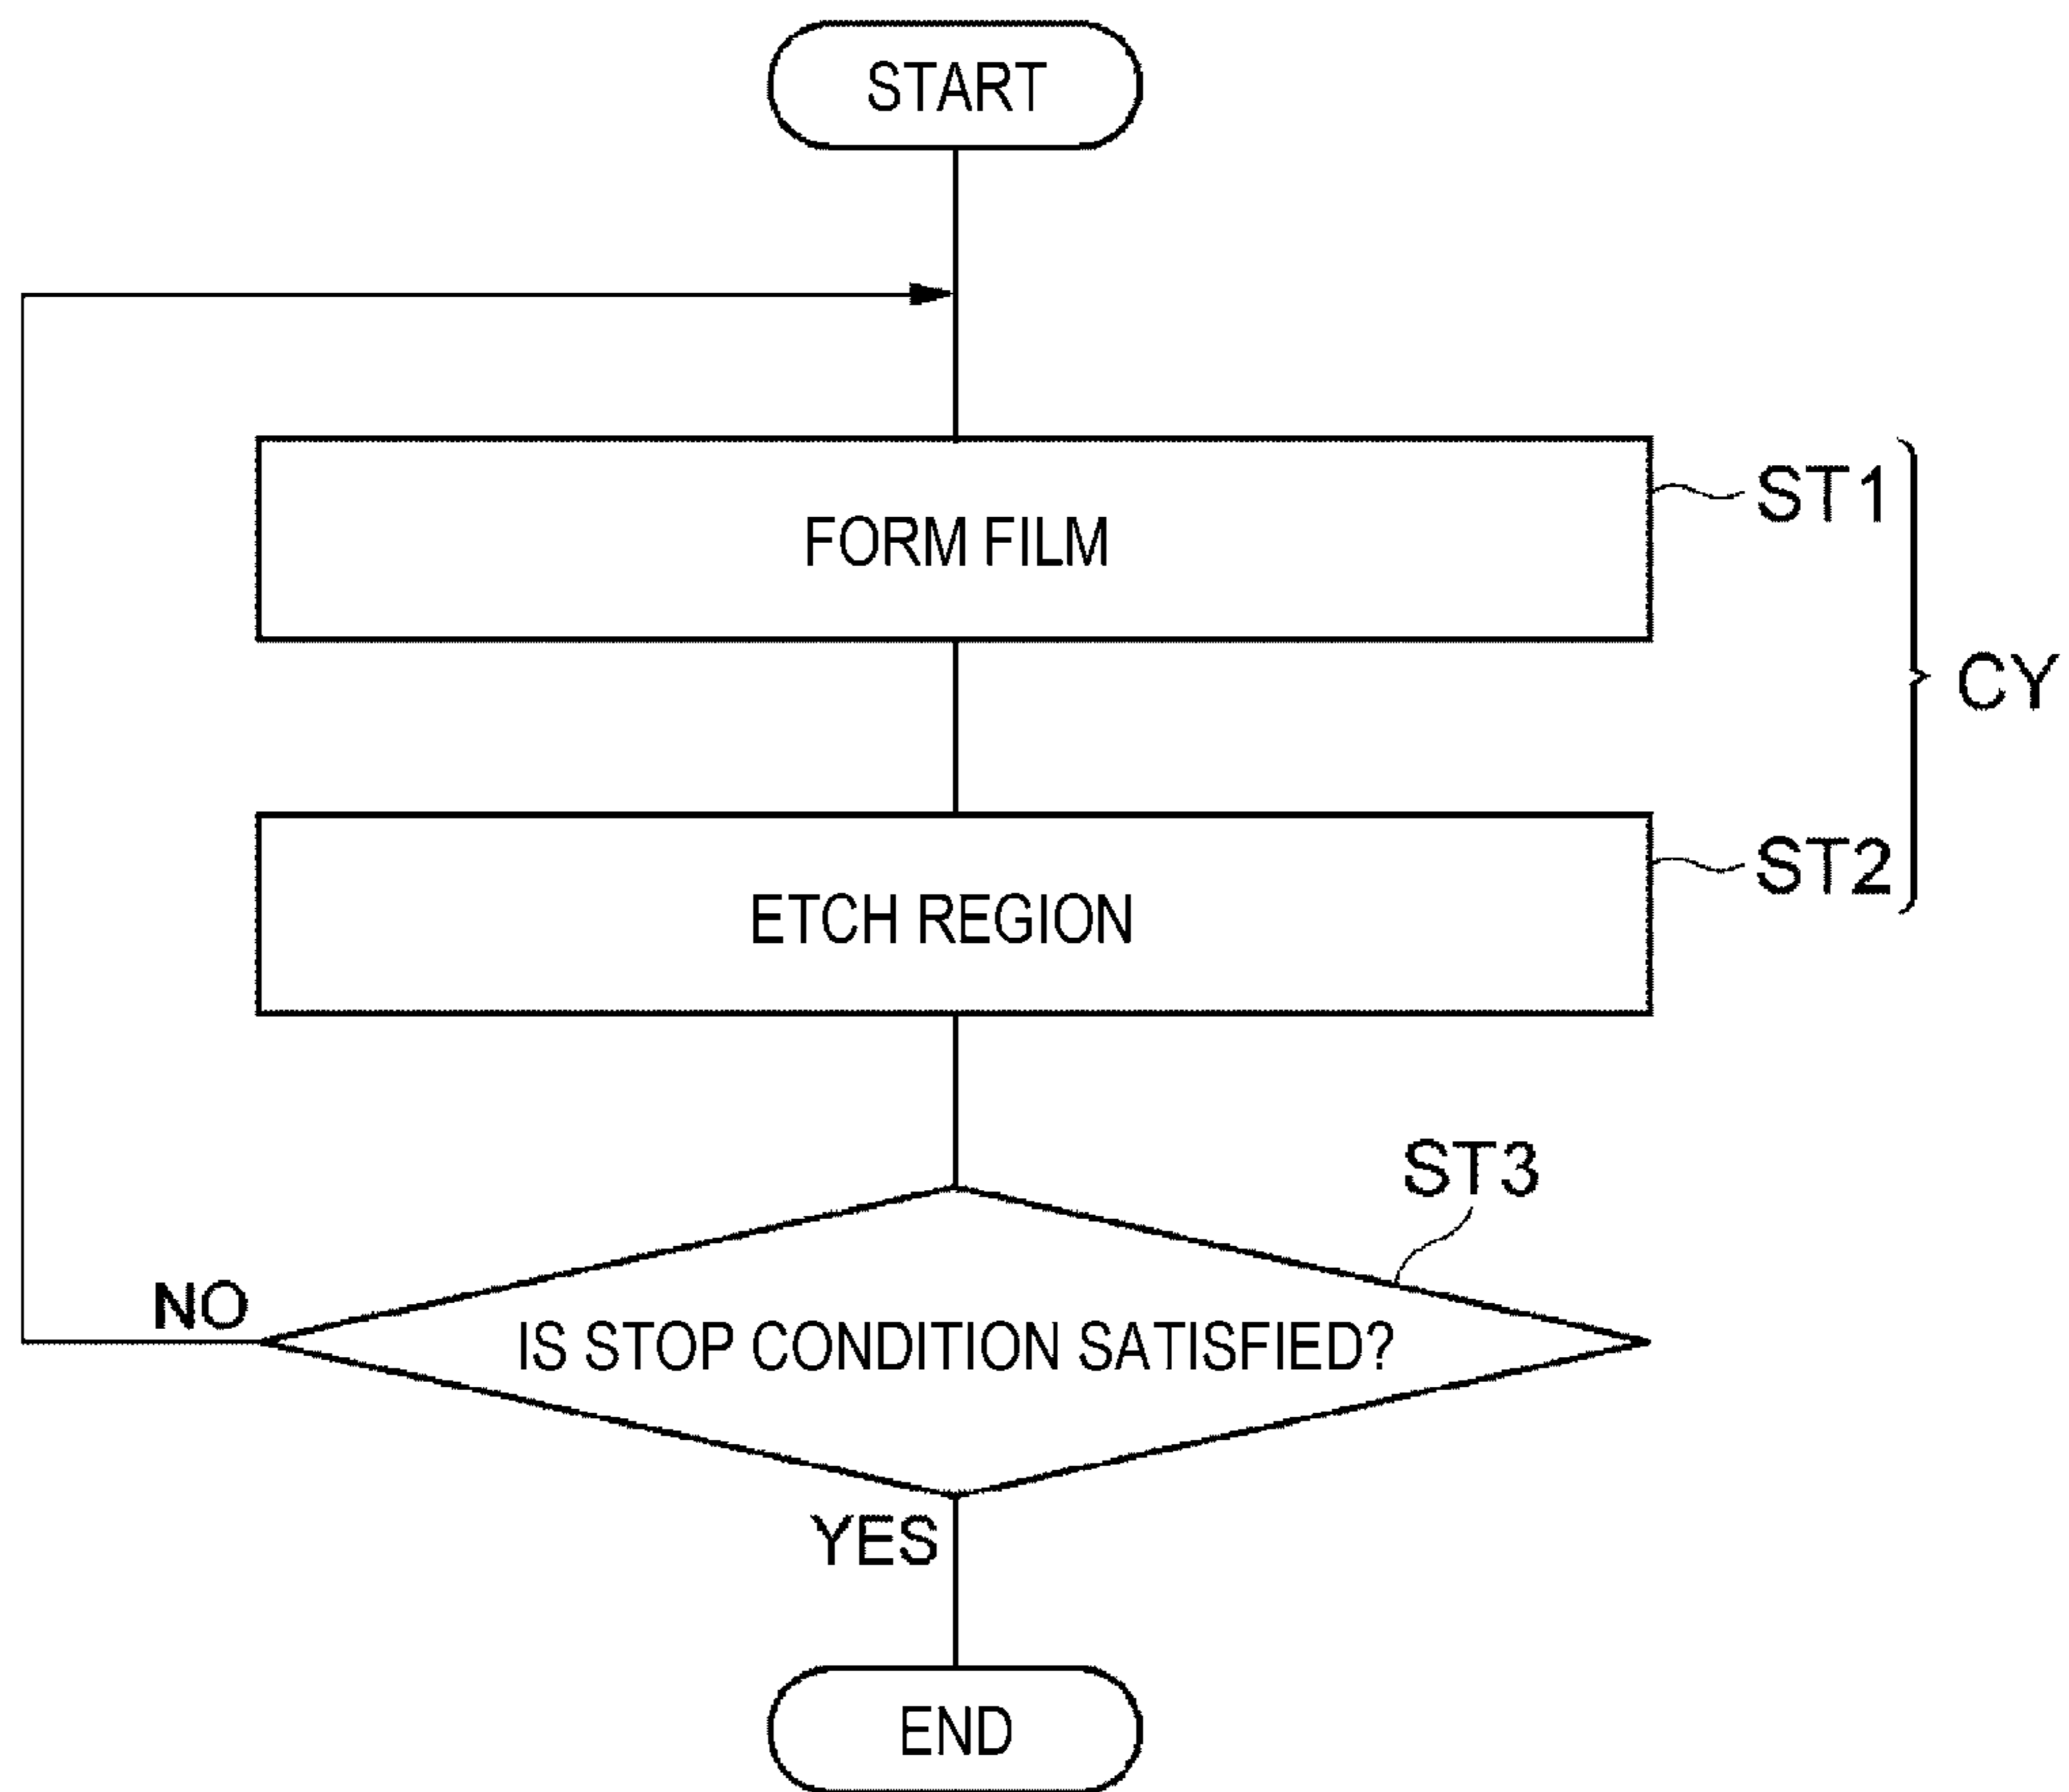 START
FORM FILM
ST1
CY
ETCH REGION
ST2
ST3
NO
IS STOP CONDITION SATISFIED?
YES
END